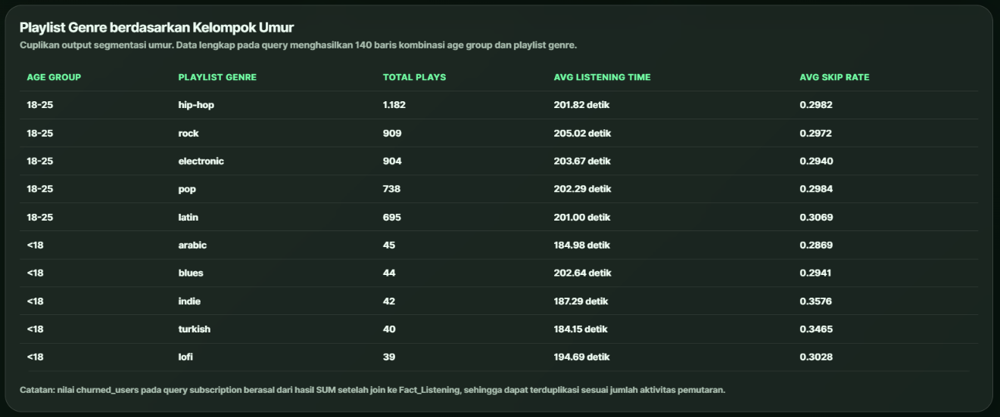 Playlist Genre berdasarkan Kelompok Umur
Cuplikan output segmentasi umur. Data lengkap pada query menghasilkan 140 baris kombinasi age group dan playlist genre.
AGE GROUP PLAYLIST GENRE TOTAL PLAYS AVG LISTENING TIME AVG SKIP RATE
18-25 hip-hop 1.182 201.82 detik 0.2982
18-25 rock 909 205.02 detik 0.2972
18-25 electronic 904 203.67 detik 0.2940
18-25 pop 738 202.29 detik 0.2984
18-25 latin 695 201.00 detik 0.3069
<18 arabic 45 184.98 detik 0.2869
<18 blues 44 202.64 detik 0.2941
<18 indie 42 187.29 detik 0.3576
<18 turkish 40 184.15 detik 0.3465
<18 lofi 39 194.69 detik 0.3028
Catatan: nilai churned_users pada query subscription berasal dari hasil SUM setelah join ke Fact_Listening, sehingga dapat terduplikasi sesuai jumlah aktivitas pemutaran.